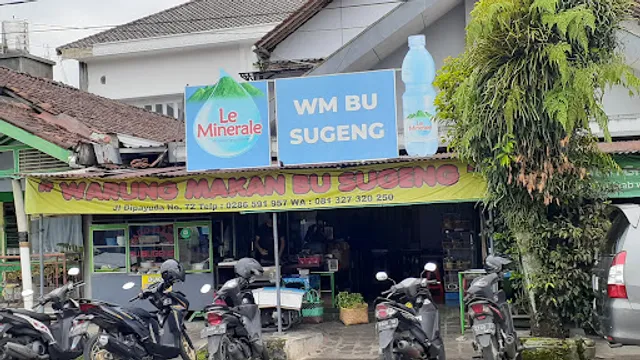 Le
Minerale
WM BU
SUGENG
" WARUNG MAKAN BU SUGENG "
Jl Dipayuda No. 72 Telp : 0286 591 957 WA : 081 327 320 250